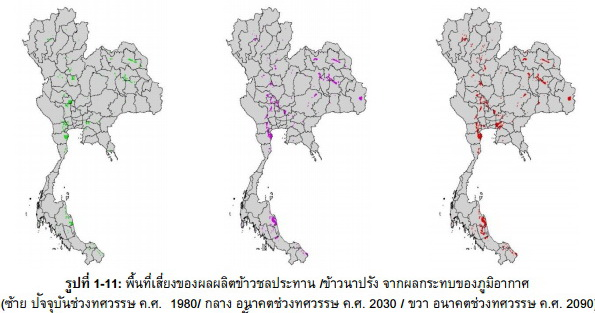 รูปที่ 1-11: พื้นที่เสี่ยงของผลผลิตข้าวชลประทาน /ข้าวนาปรัง จากผลกระทบของภูมิอากาศ
(ซ้าย ปัจจุบันช่วงทศวรรษ ค.ศ. 1980/ กลาง อนาคตช่วงทศวรรษ ค.ศ. 2030 / ขวา อนาคตช่วงทศวรรษ ค.ศ. 2090)